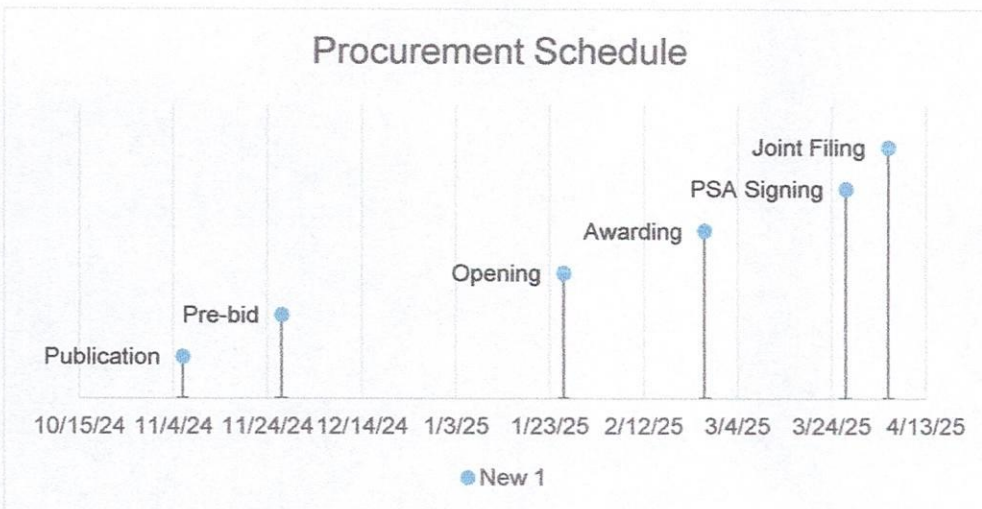 Procurement Schedule
Joint Filing
PSA Signing
Awarding
Opening
Pre-bid
Publication
10/15/24 11/4/24 11/24/24 12/14/24 1/3/25 1/23/25 2/12/25 3/4/25 3/24/25 4/13/25
New 1